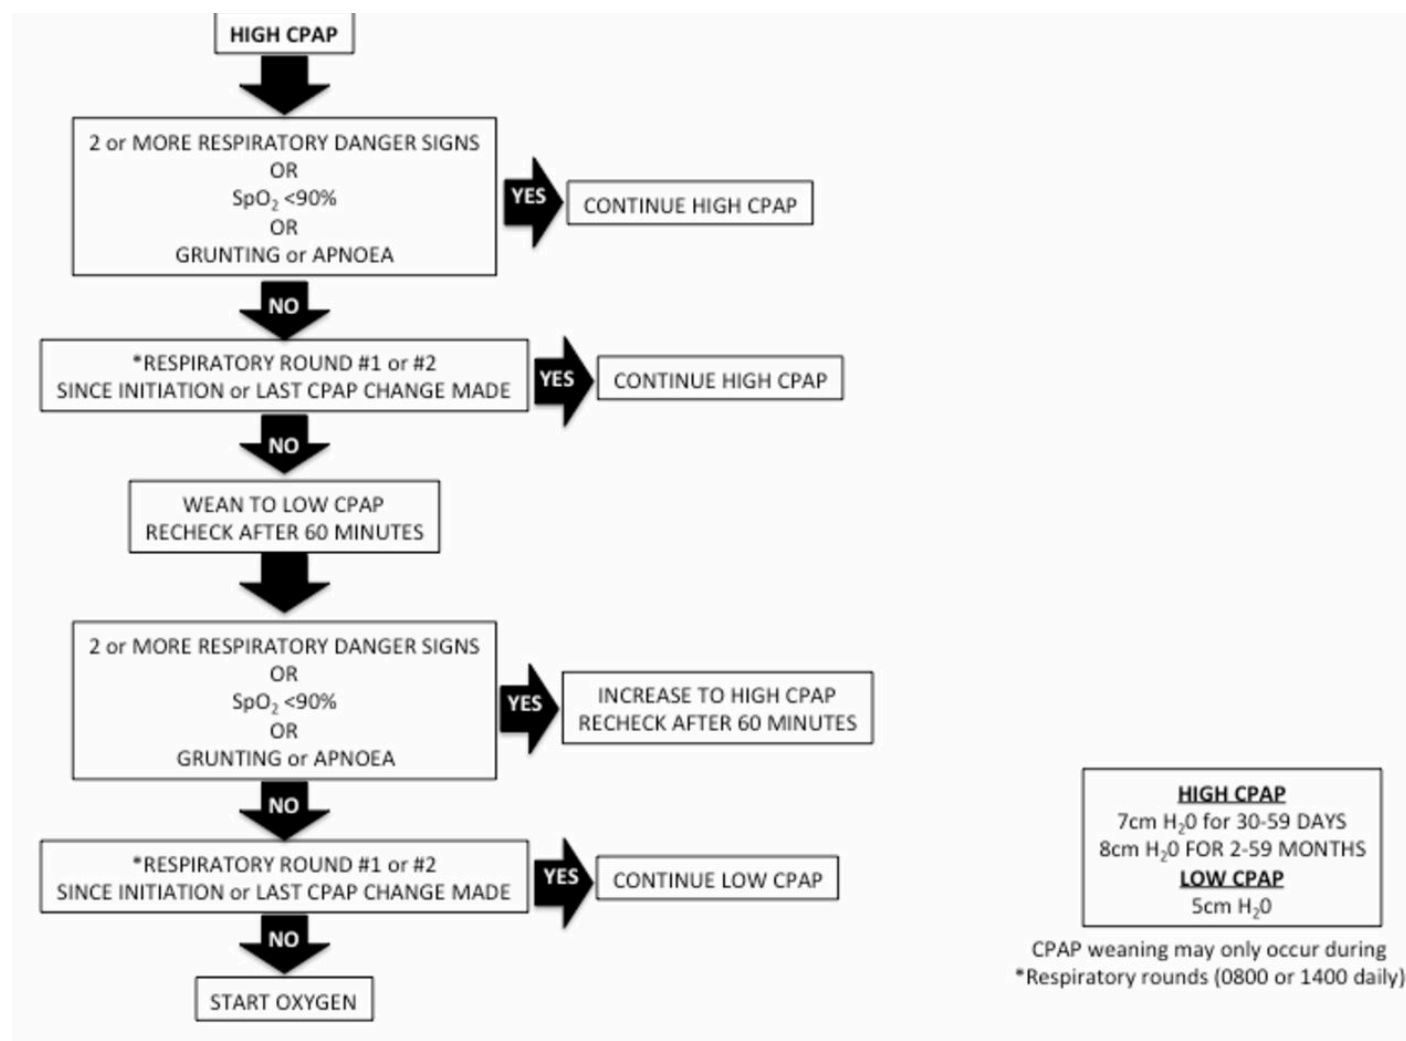 HIGH CPAP
2 or MORE RESPIRATORY DANGER SIGNS
OR
SpO₂ <90%
OR
GRUNTING or APNOEA
YES
CONTINUE HIGH CPAP
NO
*RESPIRATORY ROUND #1 or #2
SINCE INITIATION or LAST CPAP CHANGE MADE
YES
CONTINUE HIGH CPAP
NO
WEAN TO LOW CPAP
RECHECK AFTER 60 MINUTES
2 or MORE RESPIRATORY DANGER SIGNS
OR
SpO₂ <90%
OR
GRUNTING or APNOEA
YES
INCREASE TO HIGH CPAP
RECHECK AFTER 60 MINUTES
NO
*RESPIRATORY ROUND #1 or #2
SINCE INITIATION or LAST CPAP CHANGE MADE
YES
CONTINUE LOW CPAP
NO
START OXYGEN
HIGH CPAP
7cm H₂0 for 30-59 DAYS
8cm H₂0 FOR 2-59 MONTHS
LOW CPAP
5cm H₂0
CPAP weaning may only occur during
*Respiratory rounds (0800 or 1400 daily)